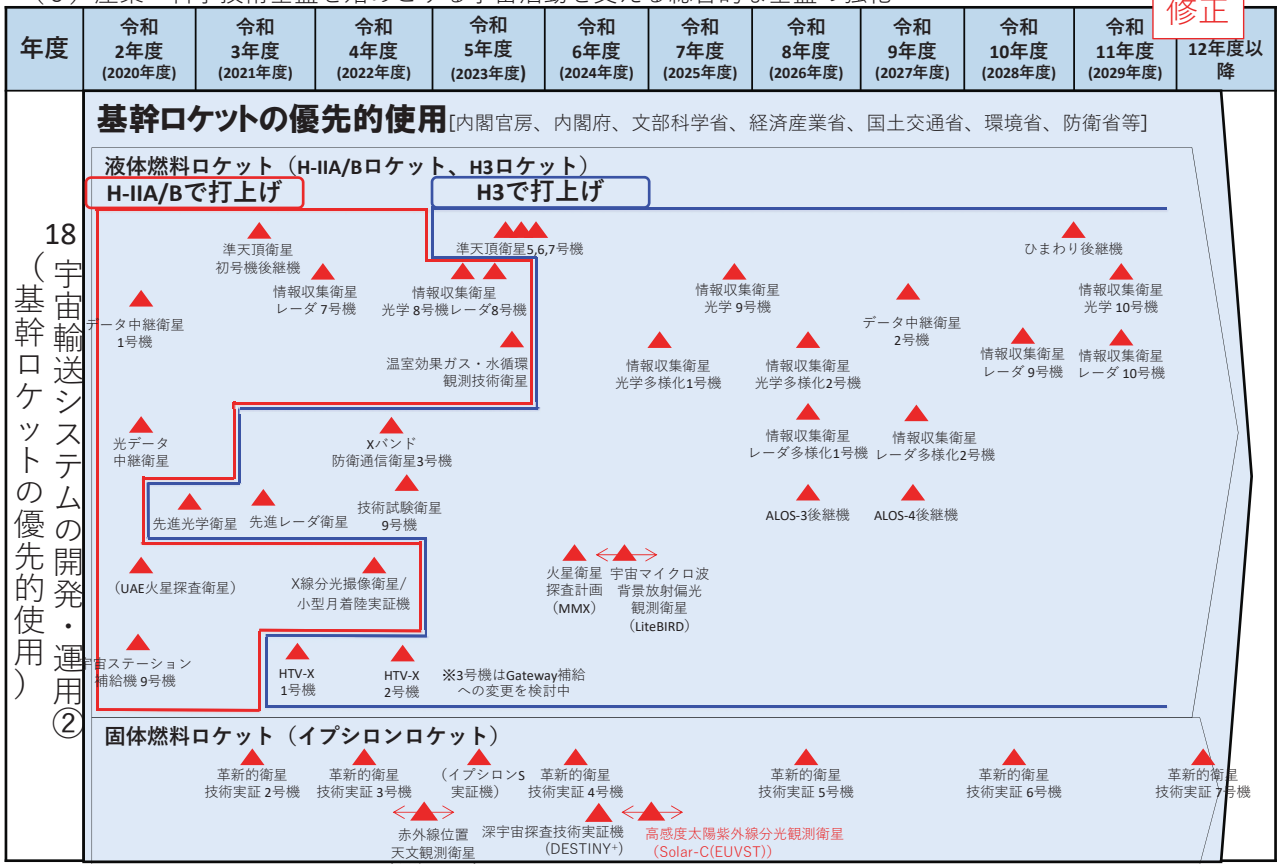 修正
年度
令和
2年度
(2020年度)
令和
3年度
(2021年度)
令和
4年度
(2022年度)
令和
5年度
(2023年度)
令和
6年度
(2024年度)
令和
7年度
(2025年度)
令和
8年度
(2026年度)
令和
9年度
(2027年度)
令和
10年度
(2028年度)
令和
11年度
(2029年度)
12年度以
降
18宇宙輸送システムの開発・運用②
(基幹ロケットの優先的使用)
基幹ロケットの優先的使用[内閣官房、内閣府、文部科学省、経済産業省、国土交通省、環境省、防衛省等]
液体燃料ロケット(H-IIA/Bロケット、H3ロケット)
H-IIA/Bで打上げ
H3で打上げ
準天頂衛星
初号機後継機
準天頂衛星5,6,7号機
ひまわり後継機
データ中継衛星
1号機
情報収集衛星
レーダ 7号機
情報収集衛星
光学 8号機レーダ8号機
情報収集衛星
光学 9号機
データ中継衛星
2号機
情報収集衛星
光学 10号機
温室効果ガス・水循環
観測技術衛星
情報収集衛星
光学多様化1号機
情報収集衛星
光学多様化2号機
情報収集衛星
レーダ 9号機
情報収集衛星
レーダ 10号機
光データ
中継衛星
Xバンド
防衛通信衛星3号機
情報収集衛星
レーダ多様化1号機
情報収集衛星
レーダ多様化2号機
先進光学衛星
先進レーダ衛星
技術試験衛星
9号機
ALOS-3後継機
ALOS-4後継機
(UAE火星探査衛星)
X線分光撮像衛星/
小型月着陸実証機
火星衛星
探査計画
(MMX)
宇宙マイクロ波
背景放射偏光
観測衛星
(LiteBIRD)
宇宙ステーション
補給機 9号機
HTV-X
1号機
HTV-X
2号機
※3号機はGateway補給
への変更を検討中
固体燃料ロケット(イプシロンロケット)
革新的衛星
技術実証 2号機
革新的衛星
技術実証 3号機
(イプシロンS
実証機)
革新的衛星
技術実証 4号機
革新的衛星
技術実証 5号機
革新的衛星
技術実証 6号機
革新的衛星
技術実証 7号機
赤外線位置
天文観測衛星
深宇宙探査技術実証機
(DESTINY⁺)
高感度太陽紫外線分光観測衛星
(Solar-C(EUVST))